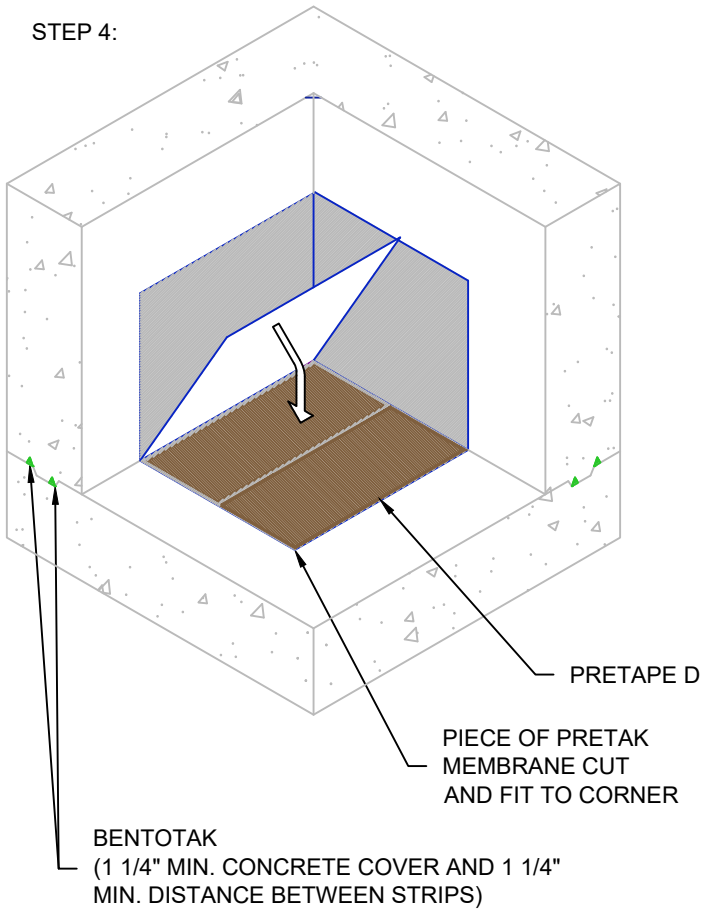 STEP 4:
PRETAPE D
PIECE OF PRETAK
MEMBRANE CUT
AND FIT TO CORNER
BENTOTAK
(1 1/4" MIN. CONCRETE COVER AND 1 1/4"
MIN. DISTANCE BETWEEN STRIPS)